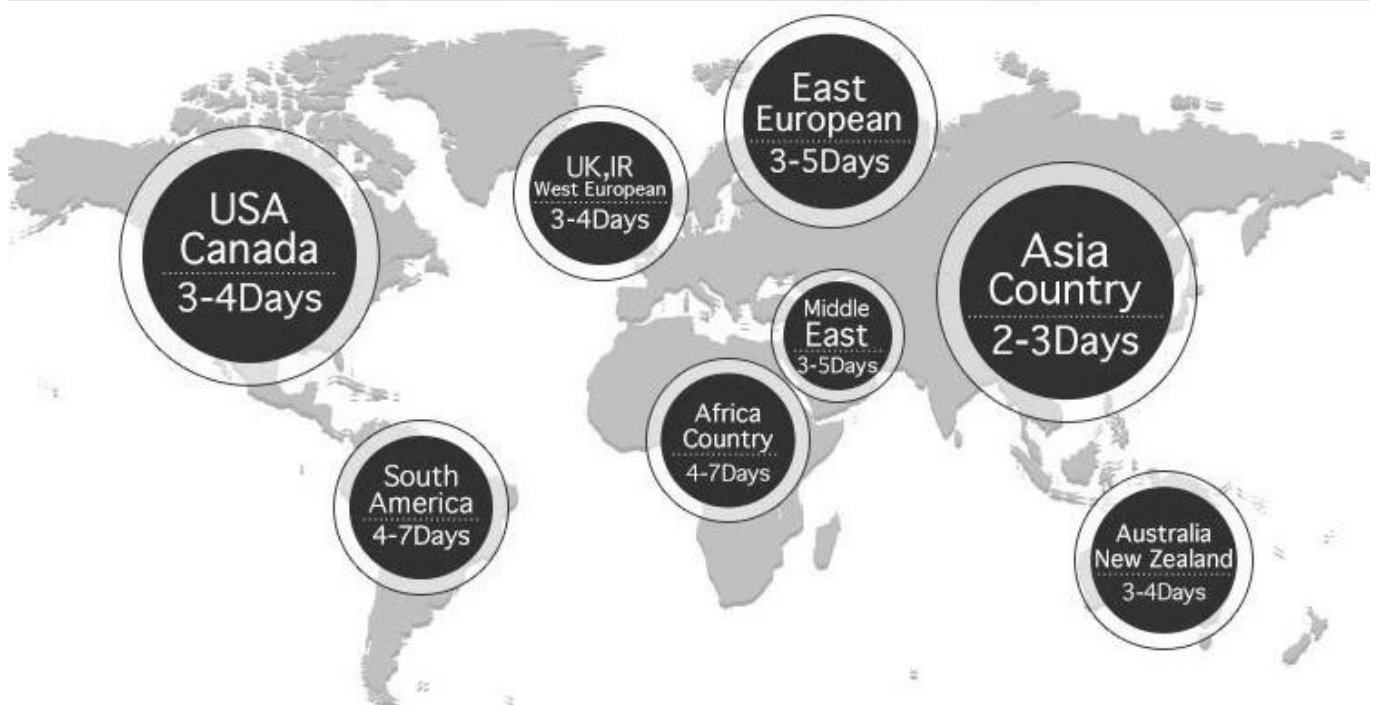 East
European
3-5Days
UK,IR
West European
3-4Days
USA
Canada
3-4Days
Asia
Country
2-3Days
Middle
East
3-5Days
Africa
Country
4-7Days
South
America
4-7Days
Australia
New Zealand
3-4Days